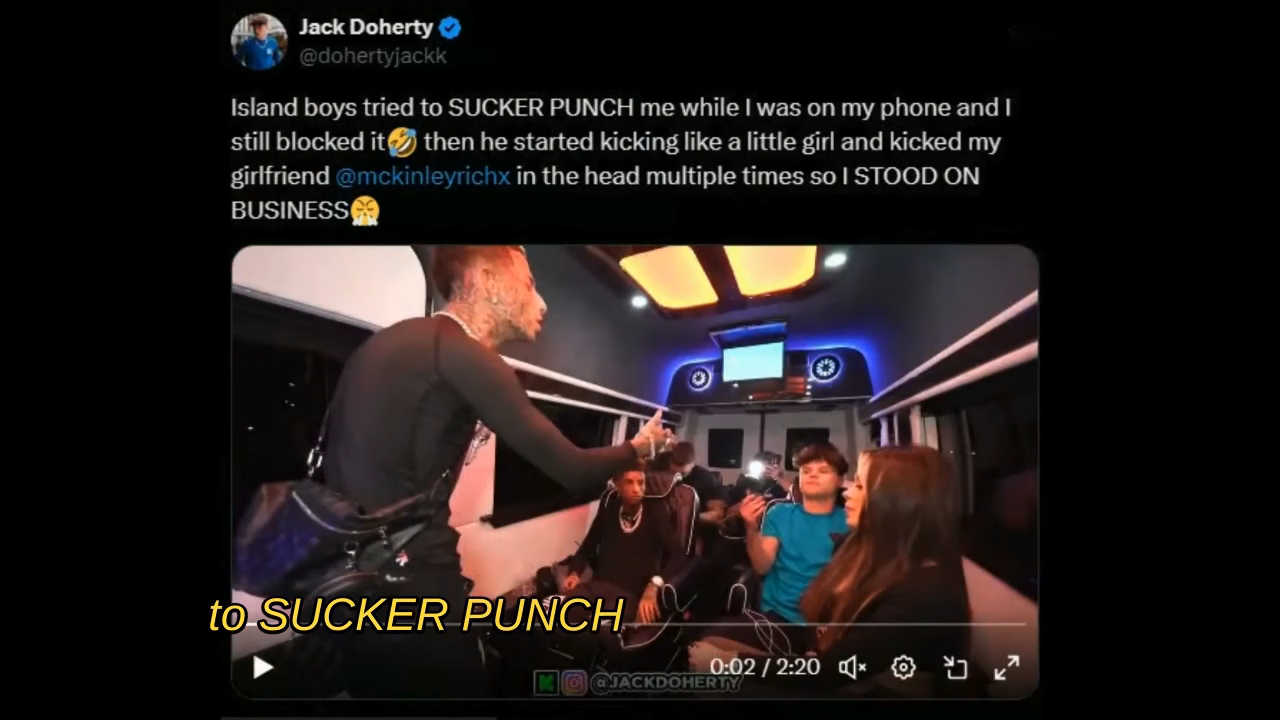 Jack Doherty
@dohertyjackk
Island boys tried to SUCKER PUNCH me while I was on my phone and I
still blocked it🤣 then he started kicking like a little girl and kicked my
girlfriend @mckinleyrichx in the head multiple times so I STOOD ON
BUSINESS😤
to SUCKER PUNCH
0:02 / 2:20
@JACKDOHERTY